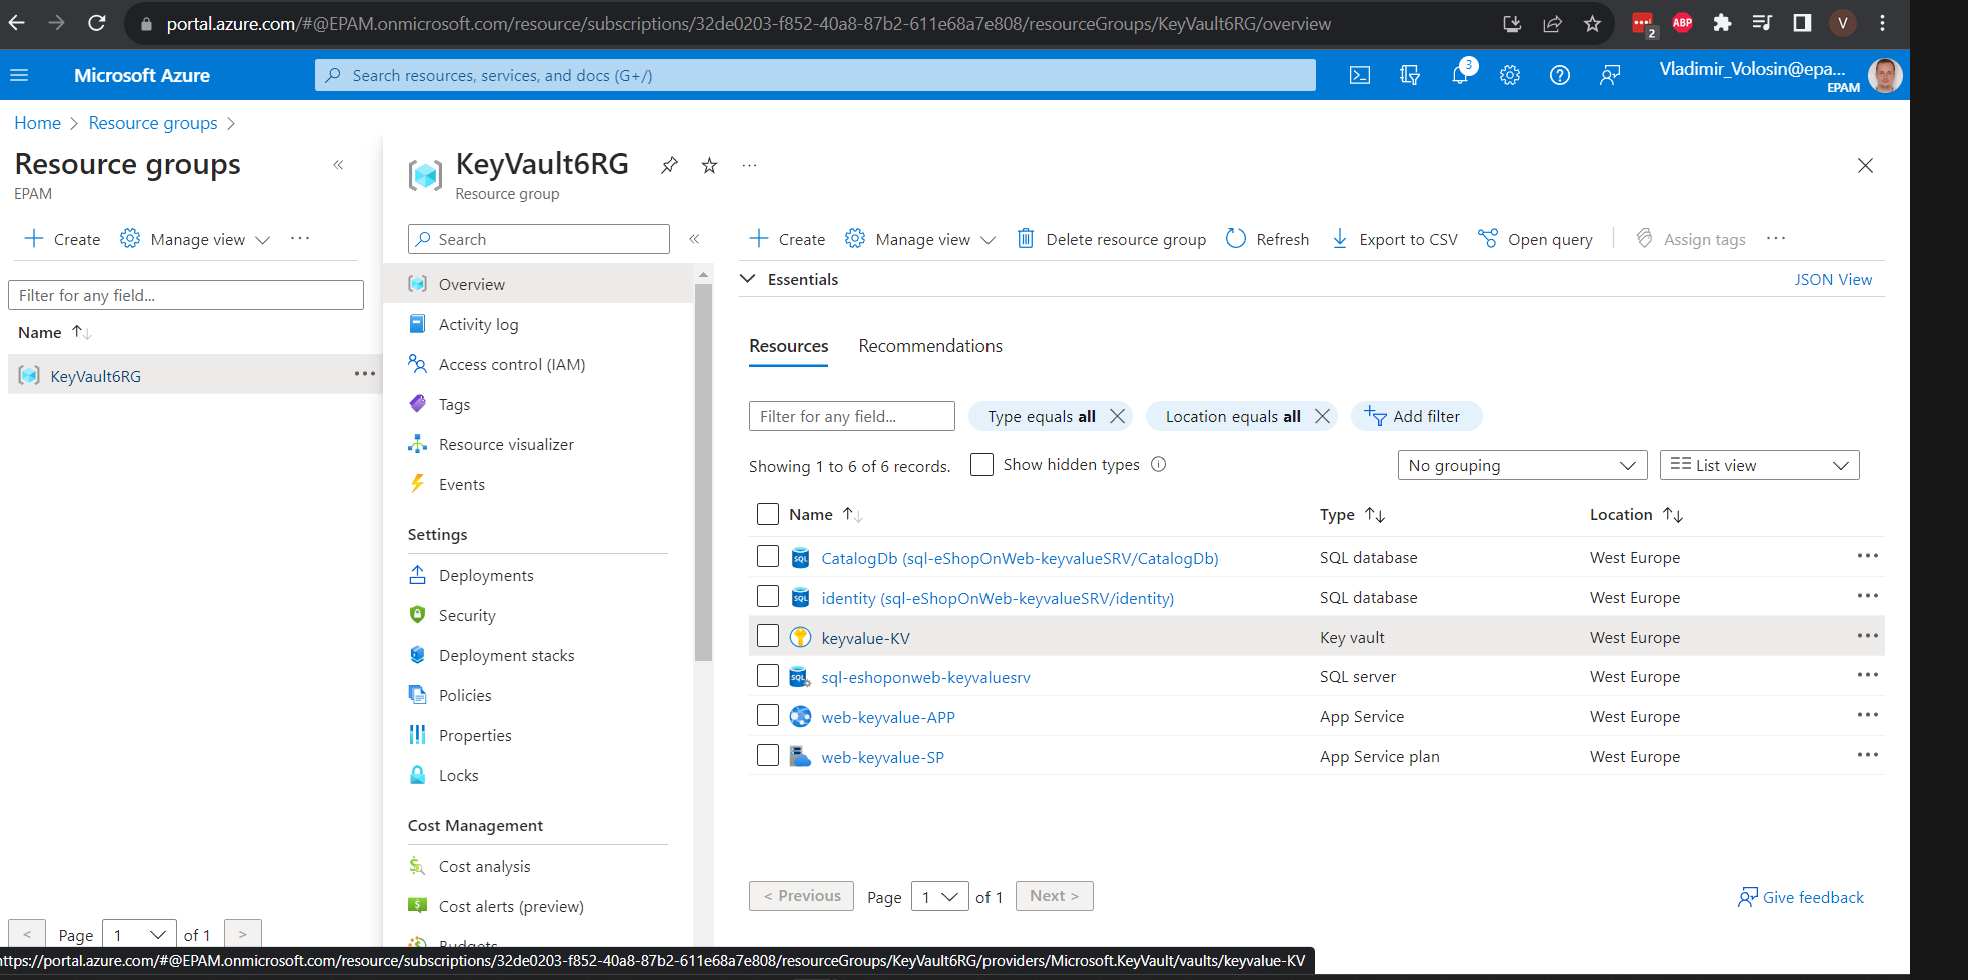 portal.azure.com/#@EPAM.onmicrosoft.com/resource/subscriptions/32de0203-f852-40a8-87b2-611e68a7e808/resourceGroups/KeyVault6RG/overview
2
ABP
V
Microsoft Azure
Search resources, services, and docs (G+/)
3
Vladimir_Volosin@epa...
EPAM
Home > Resource groups >
Resource groups
EPAM
Create
Manage view
Filter for any field...
Name
KeyVault6RG
< Page 1 of 1 >
KeyVault6RG
Resource group
Search
Overview
Activity log
Access control (IAM)
Tags
Resource visualizer
Events
Settings
Deployments
Security
Deployment stacks
Policies
Properties
Locks
Cost Management
Cost analysis
Cost alerts (preview)
Budgets
Create
Manage view
Delete resource group
Refresh
Export to CSV
Open query
Assign tags
Essentials
JSON View
Resources
Recommendations
Filter for any field...
Type equals all
Location equals all
Add filter
Showing 1 to 6 of 6 records.
Show hidden types
No grouping
List view
Name Type Location
CatalogDb (sql-eShopOnWeb-keyvalueSRV/CatalogDb) SQL database West Europe
identity (sql-eShopOnWeb-keyvalueSRV/identity) SQL database West Europe
keyvalue-KV Key vault West Europe
sql-eshoponweb-keyvaluesrv SQL server West Europe
web-keyvalue-APP App Service West Europe
web-keyvalue-SP App Service plan West Europe
< Previous Page 1 of 1 Next >
Give feedback
https://portal.azure.com/#@EPAM.onmicrosoft.com/resource/subscriptions/32de0203-f852-40a8-87b2-611e68a7e808/resourceGroups/KeyVault6RG/providers/Microsoft.KeyVault/vaults/keyvalue-KV